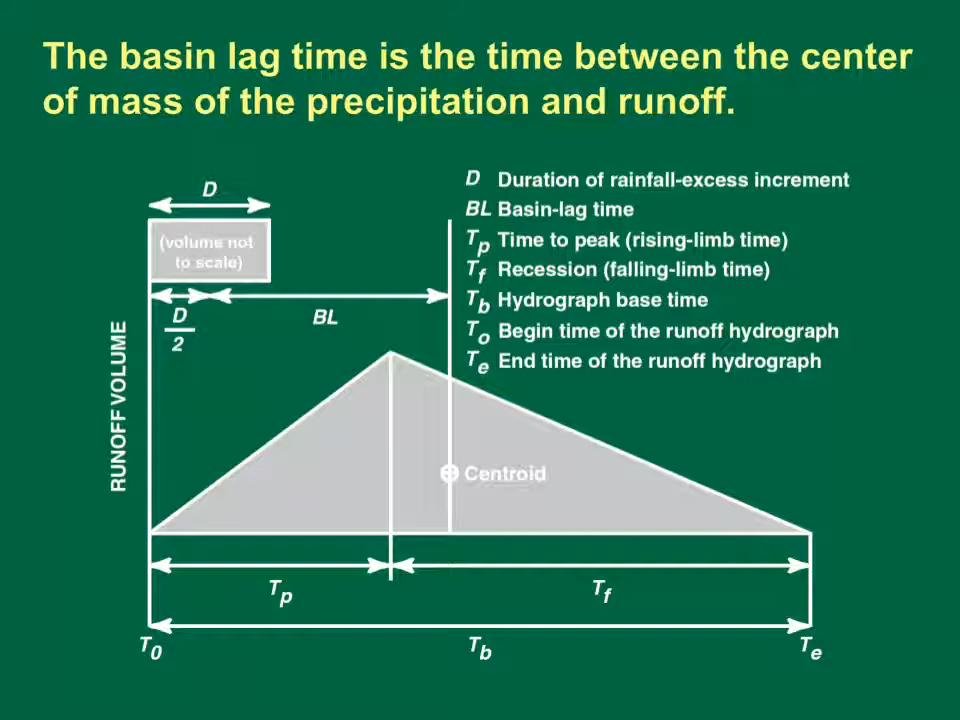 The basin lag time is the time between the center
of mass of the precipitation and runoff.
D
(volume not
to scale)
D
2
BL
D Duration of rainfall-excess increment
BL Basin-lag time
Tp Time to peak (rising-limb time)
Tf Recession (falling-limb time)
Tb Hydrograph base time
To Begin time of the runoff hydrograph
Te End time of the runoff hydrograph
RUNOFF VOLUME
Centroid
Tp
Tf
T0
Tb
Te